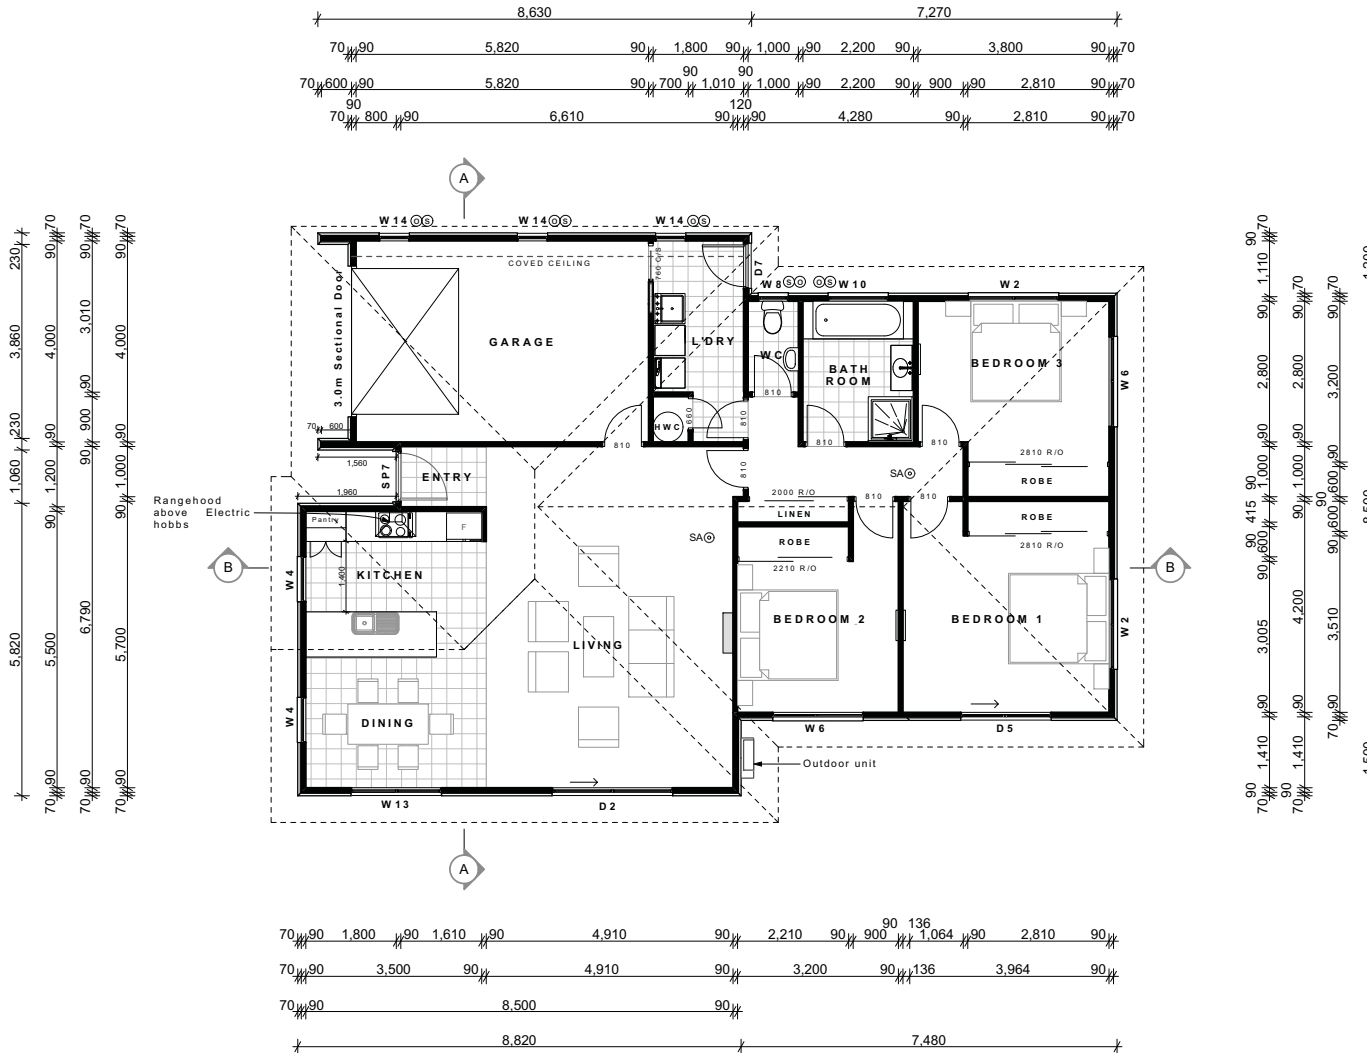 8,630 7,270
70 90 5,820 90 1,800 90 1,000 90 2,200 90 3,800 90 70
90 90
70 600 90 5,820 90 700 1,010 1,000 90 2,200 90 900 90 2,810 90 70
90 120
70 800 90 6,610 90 90 4,280 90 2,810 90 70
A
W 14 O S W 14 O S W 14 O S
COVED CEILING
760 C/S
D7
W 8 S O O S W 10 W 2
3.0m Sectional Door
GARAGE
L'DRY
WC
BATH
ROOM
BEDROOM 3
W 6
810
HWC
660
810
70 600
810
810
810
1,560
SP7
ENTRY
810
SA
2810 R/O
ROBE
1,960
2000 R/O
LINEN
810
810
ROBE
2810 R/O
Rangehood
above Electric
hobbs
Pantry
F
SA
ROBE
2210 R/O
B
W 4
KITCHEN
1,400
B
BEDROOM 2
BEDROOM 1
W 2
LIVING
W 4
DINING
W 6
D 5
Outdoor unit
W 13
D 2
A
230
3,860
230
1,060
5,820
70
90
4,000
90
1,200
90
5,500
90
70
70
90
3,010
90
900
90
6,790
90
70
70
90
4,000
90
1,000
90
5,700
90
70
70
90
1,110
90
2,800
90
1,000
90
415
90
600
90
3,005
90
1,410
90
70
70
90
2,800
90
1,000
90
4,200
90
1,410
90
70
70
90
3,200
90
600
90
600
90
3,510
90
70
90 136
70 90 1,800 90 1,610 90 4,910 90 2,210 90 900 1,064 90 2,810 90
70 90 3,500 90 4,910 90 3,200 90 136 3,964 90
70 90 8,500 90
8,820 7,480